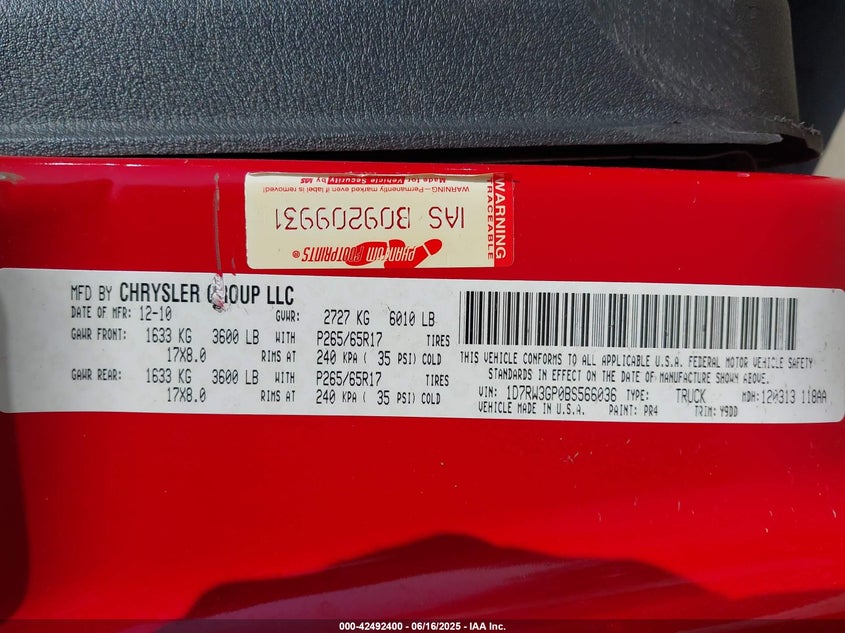 WARNING
TRACEABLE
PHANTOM FOOTPRINTS®
IAS B09209931
WARNING—Permanently marked even if label is removed!
Made for Vehicle Security by IAS
MFD BY CHRYSLER GROUP LLC
DATE OF MFR: 12-10 GVWR: 2727 KG 6010 LB
GAWR FRONT: 1633 KG 3600 LB WITH P265/65R17 TIRES
17X8.0 RIMS AT 240 KPA ( 35 PSI) COLD
GAWR REAR: 1633 KG 3600 LB WITH P265/65R17 TIRES
17X8.0 RIMS AT 240 KPA ( 35 PSI) COLD
THIS VEHICLE CONFORMS TO ALL APPLICABLE U.S.A. FEDERAL MOTOR VEHICLE SAFETY
STANDARDS IN EFFECT ON THE DATE OF MANUFACTURE SHOWN ABOVE.
VIN: 1D7RW3GP0BS566036 TYPE: TRUCK MDH: 120313 118AA
VEHICLE MADE IN U.S.A. PAINT: PR4 TRIM: Y9DD
000-42492400 - 06/16/2025 - IAA Inc.